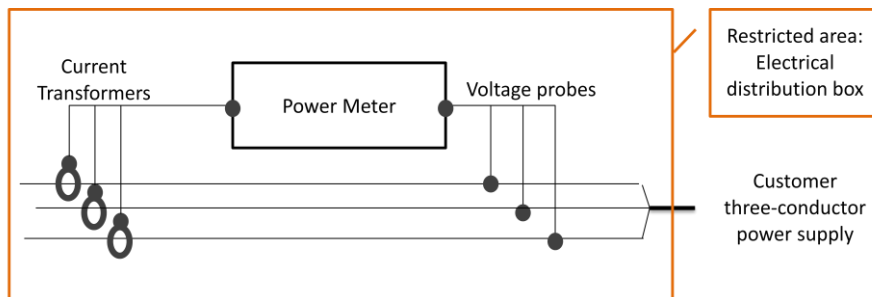 Current
Transformers
Power Meter
Voltage probes
Restricted area:
Electrical
distribution box
Customer
three-conductor
power supply